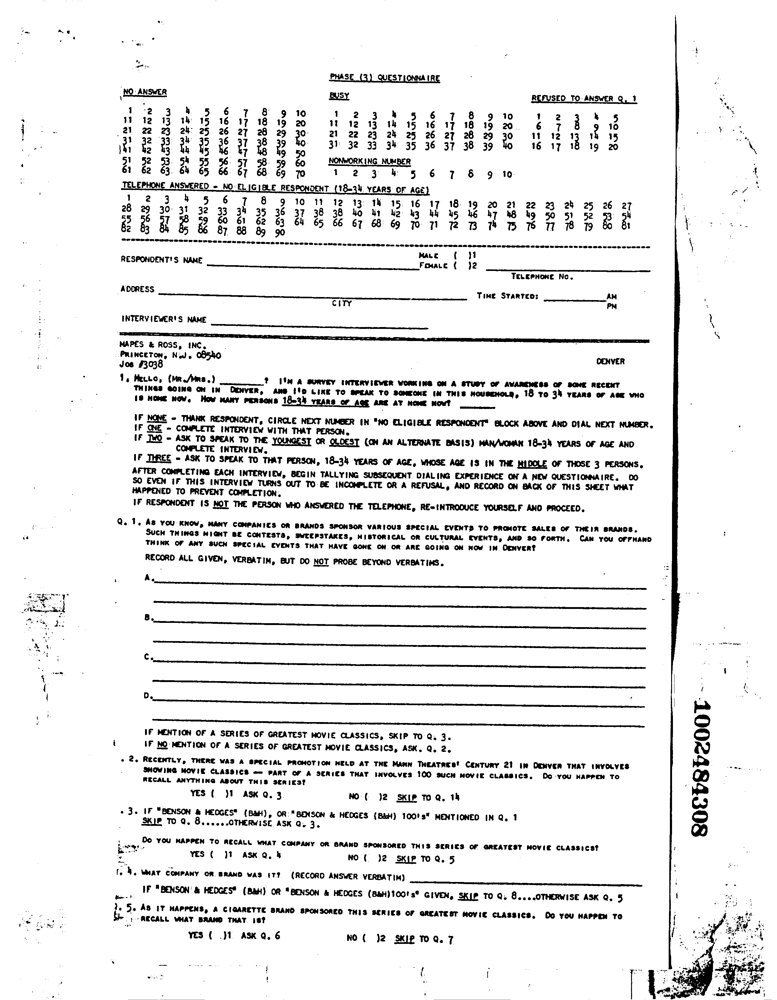 PHASE (3) QUESTIONNAIRE
NO ANSWER BUSY REFUSED TO ANSWER Q. 1
1 2 3 4 5 6 7 8 9 10 1 2 3 4 5 6 7 8 9 10 1 2 3 4 5
11 12 13 14 15 16 17 18 19 20 11 12 13 14 15 16 17 18 19 20 6 7 8 9 10
21 22 23 24 25 26 27 28 29 30 21 22 23 24 25 26 27 28 29 30 11 12 13 14 15
31 32 33 34 35 36 37 38 39 40 31 32 33 34 35 36 37 38 39 40 16 17 18 19 20
41 42 43 44 45 46 47 48 49 50
51 52 53 54 55 56 57 58 59 60 NONWORKING NUMBER
61 62 63 64 65 66 67 68 69 70 1 2 3 4 5 6 7 8 9 10
TELEPHONE ANSWERED - NO ELIGIBLE RESPONDENT (18-34 YEARS OF AGE)
1 2 3 4 5 6 7 8 9 10 11 12 13 14 15 16 17 18 19 20 21 22 23 24 25 26 27
28 29 30 31 32 33 34 35 36 37 38 38 40 41 42 43 44 45 46 47 48 49 50 51 52 53 54
55 56 57 58 59 60 61 62 63 64 65 66 67 68 69 70 71 72 73 74 75 76 77 78 79 80 81
82 83 84 85 86 87 88 89 90
RESPONDENT'S NAME MALE ( )1
FEMALE ( )2
TELEPHONE NO.
ADDRESS TIME STARTED: AM
CITY PM
INTERVIEWER'S NAME
MAPES & ROSS, INC.
PRINCETON, N.J. 08540
JOB #3038 DENVER
1. HELLO, (MR./MRS.) ? I'M A SURVEY INTERVIEWER WORKING ON A STUDY OF AWARENESS OF SOME RECENT
THINGS GOING ON IN DENVER, AND I'D LIKE TO SPEAK TO SOMEONE IN THIS HOUSEHOLD, 18 TO 34 YEARS OF AGE WHO
IS HOME NOW. HOW MANY PERSONS 18-34 YEARS OF AGE ARE AT HOME NOW?
IF NONE - THANK RESPONDENT, CIRCLE NEXT NUMBER IN "NO ELIGIBLE RESPONDENT" BLOCK ABOVE AND DIAL NEXT NUMBER.
IF ONE - COMPLETE INTERVIEW WITH THAT PERSON.
IF TWO - ASK TO SPEAK TO THE YOUNGEST OR OLDEST (ON AN ALTERNATE BASIS) MAN/WOMAN 18-34 YEARS OF AGE AND
COMPLETE INTERVIEW.
IF THREE - ASK TO SPEAK TO THAT PERSON, 18-34 YEARS OF AGE, WHOSE AGE IS IN THE MIDDLE OF THOSE 3 PERSONS.
AFTER COMPLETING EACH INTERVIEW, BEGIN TALLYING SUBSEQUENT DIALING EXPERIENCE ON A NEW QUESTIONNAIRE. DO
SO EVEN IF THIS INTERVIEW TURNS OUT TO BE INCOMPLETE OR A REFUSAL, AND RECORD ON BACK OF THIS SHEET WHAT
HAPPENED TO PREVENT COMPLETION.
IF RESPONDENT IS NOT THE PERSON WHO ANSWERED THE TELEPHONE, RE-INTRODUCE YOURSELF AND PROCEED.
Q. 1. AS YOU KNOW, MANY COMPANIES OR BRANDS SPONSOR VARIOUS SPECIAL EVENTS TO PROMOTE SALES OF THEIR BRANDS.
SUCH THINGS MIGHT BE CONTESTS, SWEEPSTAKES, HISTORICAL OR CULTURAL EVENTS, AND SO FORTH. CAN YOU OFFHAND
THINK OF ANY SUCH SPECIAL EVENTS THAT HAVE GONE ON OR ARE GOING ON NOW IN DENVER?
RECORD ALL GIVEN, VERBATIM, BUT DO NOT PROBE BEYOND VERBATIMS.
A.
B.
C.
D.
IF MENTION OF A SERIES OF GREATEST MOVIE CLASSICS, SKIP TO Q. 3.
IF NO MENTION OF A SERIES OF GREATEST MOVIE CLASSICS, ASK. Q. 2.
. 2. RECENTLY, THERE WAS A SPECIAL PROMOTION HELD AT THE MANN THEATRES' CENTURY 21 IN DENVER THAT INVOLVES
SHOWING MOVIE CLASSICS -- PART OF A SERIES THAT INVOLVES 100 SUCH MOVIE CLASSICS. DO YOU HAPPEN TO
RECALL ANYTHING ABOUT THIS SERIES?
YES ( )1 ASK Q. 3 NO ( )2 SKIP TO Q. 14
. 3. IF "BENSON & HEDGES" (B&H), OR "BENSON & HEDGES (B&H) 100's" MENTIONED IN Q. 1
SKIP TO Q. 8......OTHERWISE ASK Q. 3.
DO YOU HAPPEN TO RECALL WHAT COMPANY OR BRAND SPONSORED THIS SERIES OF GREATEST MOVIE CLASSICS?
YES ( )1 ASK Q. 4 NO ( )2 SKIP TO Q. 5
. 4. WHAT COMPANY OR BRAND WAS IT? (RECORD ANSWER VERBATIM)
IF "BENSON & HEDGES" (B&H) OR "BENSON & HEDGES (B&H)100's" GIVEN, SKIP TO Q. 8....OTHERWISE ASK Q. 5
. 5. AS IT HAPPENS, A CIGARETTE BRAND SPONSORED THIS SERIES OF GREATEST MOVIE CLASSICS. DO YOU HAPPEN TO
RECALL WHAT BRAND THAT IS?
YES ( )1 ASK Q. 6 NO ( )2 SKIP TO Q. 7
1002484308